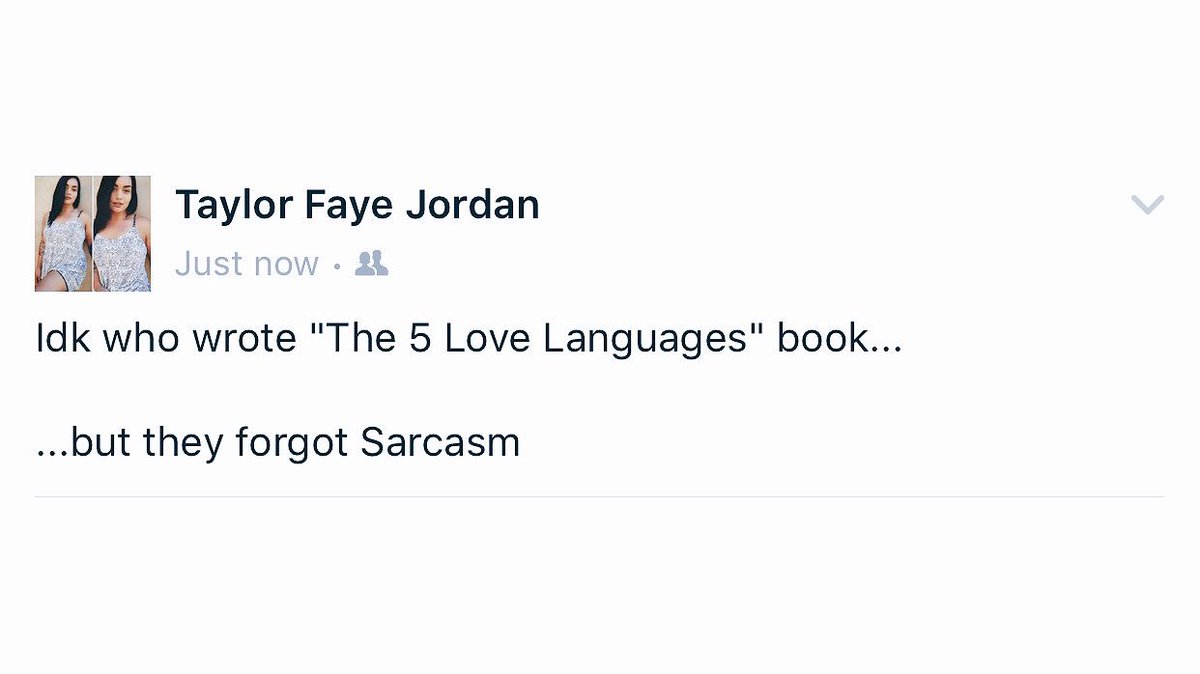 Taylor Faye Jordan
Just now ·
Idk who wrote "The 5 Love Languages" book...
...but they forgot Sarcasm